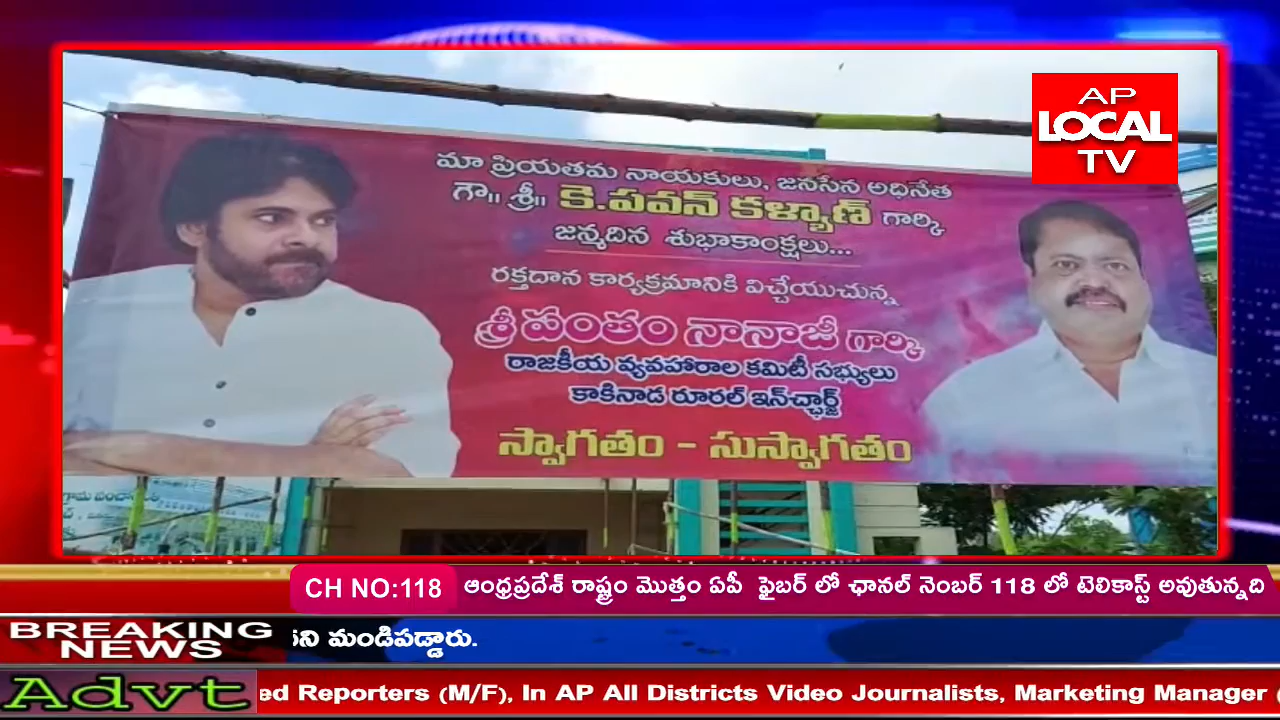 AP
LOCAL
TV
మా ప్రియతమ నాయకులు, జనసేన అధినేత
గౌ॥ శ్రీ॥ కె.పవన్ కళ్యాణ్ గార్కి
జన్మదిన శుభాకాంక్షలు...
రక్తదాన కార్యక్రమానికి విచ్చేయుచున్న
శ్రీ పంతం నానాజీ గార్కి
రాజకీయ వ్యవహారాల కమిటీ సభ్యులు
కాకినాడ రూరల్ ఇన్‌ఛార్జ్
స్వాగతం - సుస్వాగతం
గ్రామ పంచాయతీ
CH NO:118 ఆంధ్రప్రదేశ్ రాష్ట్రం మొత్తం ఏపీ ఫైబర్ లో ఛానల్ నెంబర్ 118 లో టెలికాస్ట్ అవుతున్నది
BREAKING
NEWS
ని మండిపడ్డారు.
Advt
ed Reporters (M/F), In AP All Districts Video Journalists, Marketing Manager